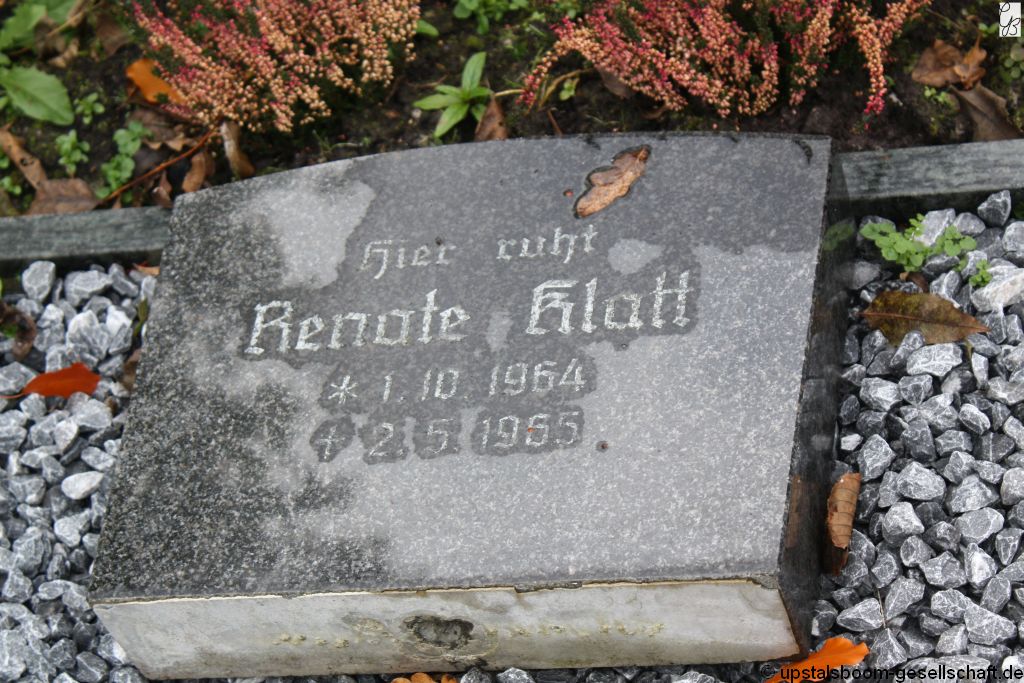 Hier ruht
Renate Klatt
* 1. 10. 1964
✝ 2. 5. 1965
© upstalsboom-gesellschaft.de